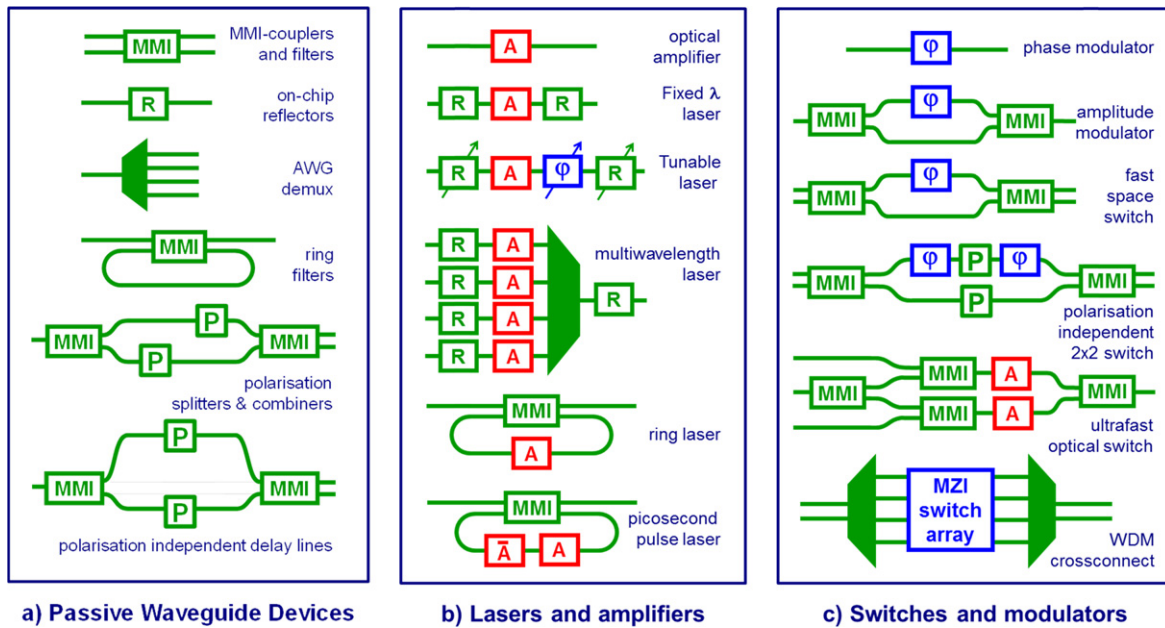 MMI
MMI-couplers
and filters
R
on-chip
reflectors
AWG
demux
MMI
ring
filters
P
MMI
MMI
P
polarisation
splitters & combiners
P
MMI
MMI
P
polarisation independent delay lines
a) Passive Waveguide Devices
A
optical
amplifier
R A R
Fixed λ
laser
R A φ R
Tunable
laser
R A
R A
R A
R A
R
multiwavelength
laser
MMI
A
ring laser
MMI
Ā A
picosecond
pulse laser
b) Lasers and amplifiers
φ
phase modulator
φ
MMI
MMI
amplitude
modulator
φ
MMI
MMI
fast
space
switch
φ P φ
MMI
MMI
P
polarisation
independent
2x2 switch
MMI A
MMI
MMI
MMI A
ultrafast
optical switch
MZI
switch
array
WDM
crossconnect
c) Switches and modulators